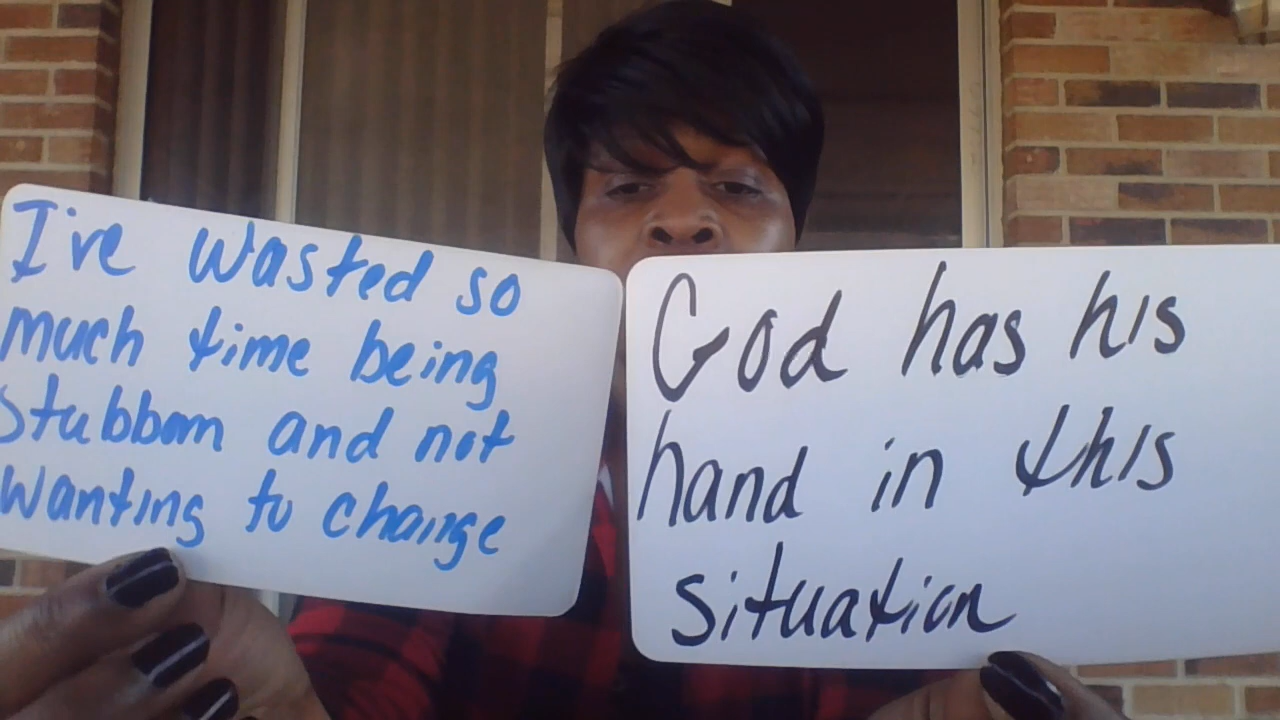 I've wasted so
much time being
stubborn and not
wanting to change
God has his
hand in this
situation